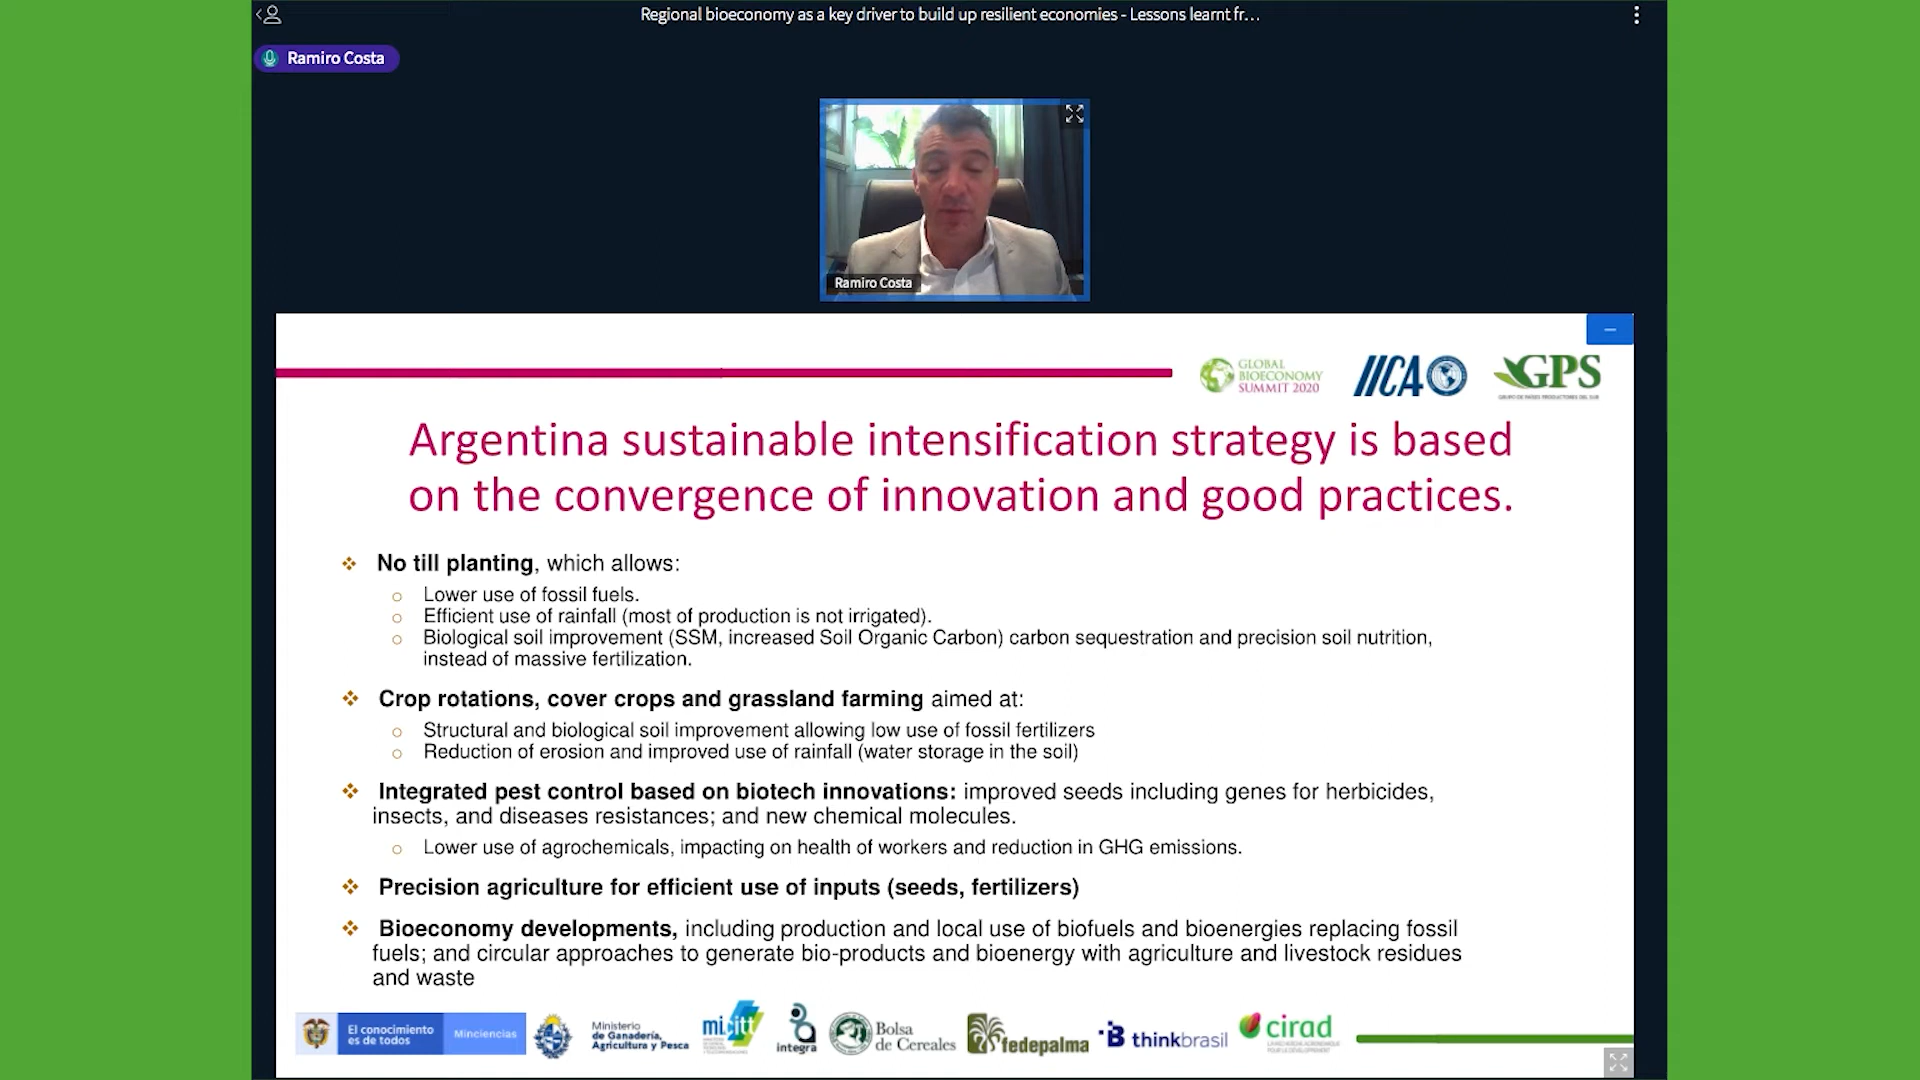 Regional bioeconomy as a key driver to build up resilient economies - Lessons learnt fr...
Ramiro Costa
Ramiro Costa
GLOBAL
BIOECONOMY
SUMMIT 2020
IICA
GPS
GRUPO DE PAÍSES PRODUCTORES DEL SUR
Argentina sustainable intensification strategy is based
on the convergence of innovation and good practices.
No till planting, which allows:
Lower use of fossil fuels.
Efficient use of rainfall (most of production is not irrigated).
Biological soil improvement (SSM, increased Soil Organic Carbon) carbon sequestration and precision soil nutrition,
instead of massive fertilization.
Crop rotations, cover crops and grassland farming aimed at:
Structural and biological soil improvement allowing low use of fossil fertilizers
Reduction of erosion and improved use of rainfall (water storage in the soil)
Integrated pest control based on biotech innovations: improved seeds including genes for herbicides,
insects, and diseases resistances; and new chemical molecules.
Lower use of agrochemicals, impacting on health of workers and reduction in GHG emissions.
Precision agriculture for efficient use of inputs (seeds, fertilizers)
Bioeconomy developments, including production and local use of biofuels and bioenergies replacing fossil
fuels; and circular approaches to generate bio-products and bioenergy with agriculture and livestock residues
and waste
El conocimiento
es de todos
Minciencias
Ministerio
de Ganadería,
Agricultura y Pesca
micitt
integra
Bolsa
de Cereales
fedepalma
thinkbrasil
cirad